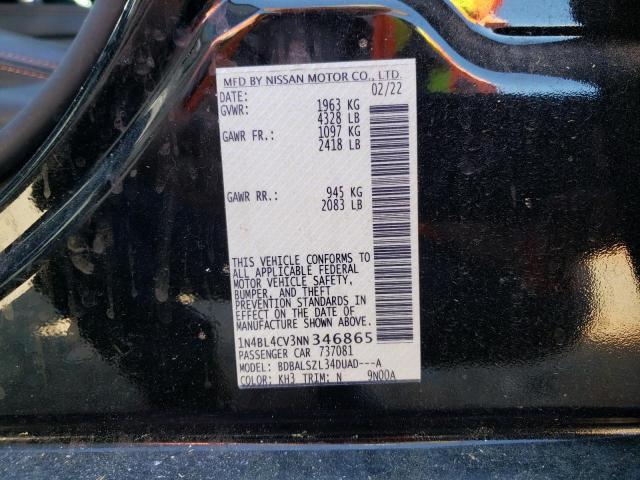 MFD BY NISSAN MOTOR CO., LTD.
DATE: 02/22
GVWR: 1963 KG
4328 LB
GAWR FR.: 1097 KG
2418 LB
GAWR RR.: 945 KG
2083 LB
THIS VEHICLE CONFORMS TO
ALL APPLICABLE FEDERAL
MOTOR VEHICLE SAFETY,
BUMPER, AND THEFT
PREVENTION STANDARDS IN
EFFECT ON THE DATE OF
MANUFACTURE SHOWN ABOVE.
1N4BL4CV3NN 346865
PASSENGER CAR 737081
MODEL: BDBALSZL34DUAD---A
COLOR: KH3 TRIM: N 9N00A